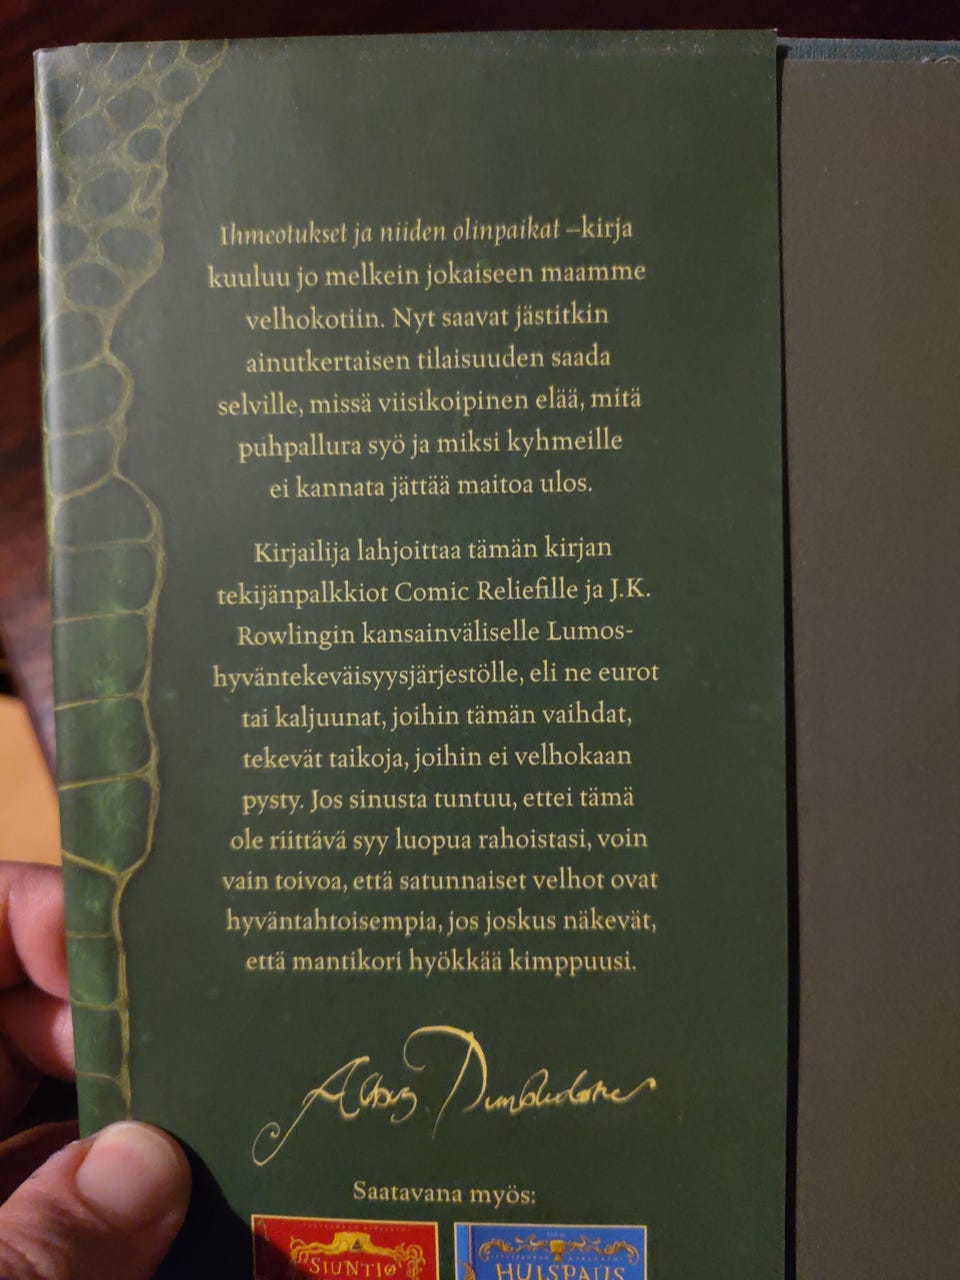 Ihmeotukset ja niiden olinpaikat –kirja
kuuluu jo melkein jokaiseen maamme
velhokotiin. Nyt saavat jästitkin
ainutkertaisen tilaisuuden saada
selville, missä viisikoipinen elää, mitä
puhpallura syö ja miksi kyhmeille
ei kannata jättää maitoa ulos.
Kirjailija lahjoittaa tämän kirjan
tekijänpalkkiot Comic Reliefille ja J.K.
Rowlingin kansainväliselle Lumos-
hyväntekeväisyysjärjestölle, eli ne eurot
tai kaljuunat, joihin tämän vaihdat,
tekevät taikoja, joihin ei velhokaan
pysty. Jos sinusta tuntuu, ettei tämä
ole riittävä syy luopua rahoistasi, voin
vain toivoa, että satunnaiset velhot ovat
hyväntahtoisempia, jos joskus näkevät,
että mantikori hyökkää kimppuusi.
Albus Dumbledore
Saatavana myös:
SIUNTIO
HUISPAUS